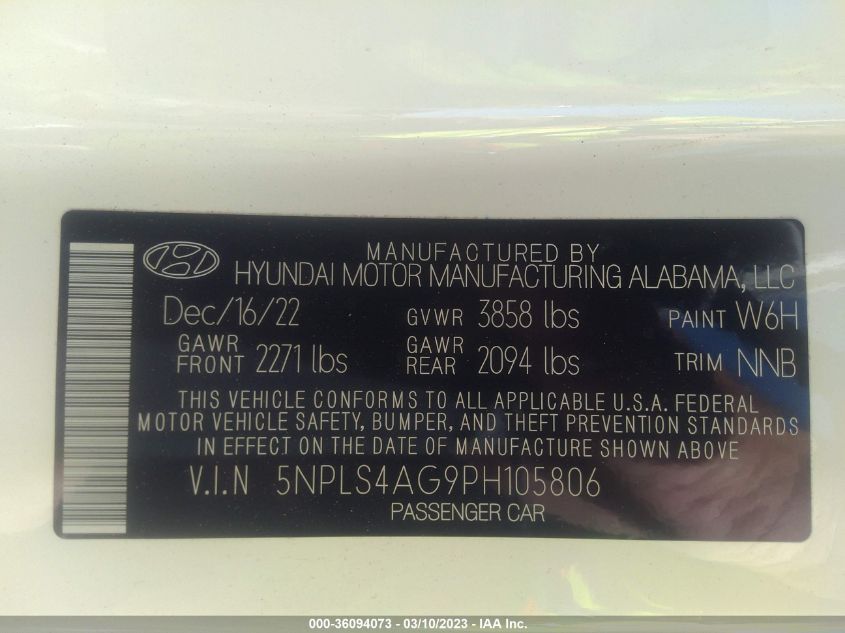 MANUFACTURED BY
HYUNDAI MOTOR MANUFACTURING ALABAMA, LLC
Dec/16/22 GVWR 3858 lbs PAINT W6H
GAWR FRONT 2271 lbs GAWR REAR 2094 lbs TRIM NNB
THIS VEHICLE CONFORMS TO ALL APPLICABLE U.S.A. FEDERAL
MOTOR VEHICLE SAFETY, BUMPER, AND THEFT PREVENTION STANDARDS
IN EFFECT ON THE DATE OF MANUFACTURE SHOWN ABOVE
V.I.N 5NPLS4AG9PH105806
PASSENGER CAR
000-36094073 - 03/10/2023 - IAA Inc.